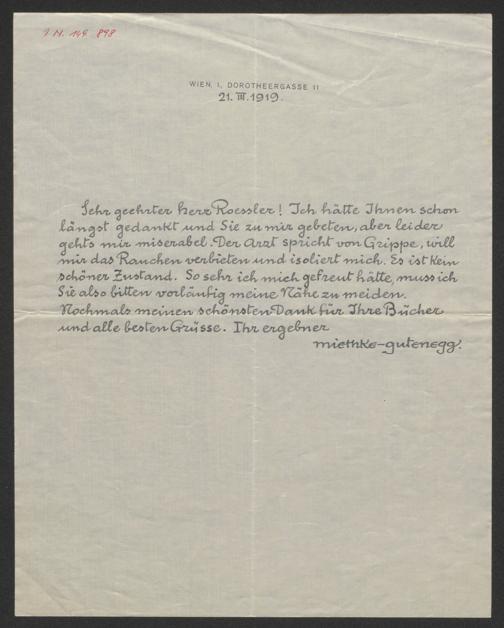 I.N. 149.898
WIEN, I, DOROTHEERGASSE 11
21. III. 1919.
Sehr geehrter Herr Roessler! Ich hätte Ihnen schon
längst gedankt und Sie zu mir gebeten, aber leider
geht's mir miserabel. Der Arzt spricht von Grippe, will
mir das Rauchen verbieten und isoliert mich. Es ist kein
schöner Zustand. So sehr ich mich gefreut hätte, muss ich
Sie also bitten vorläufig meine Nähe zu meiden.
Nochmals meinen schönsten Dank für Ihre Bücher
und alle besten Grüsse. Ihr ergebner
miethke-gutenegg.